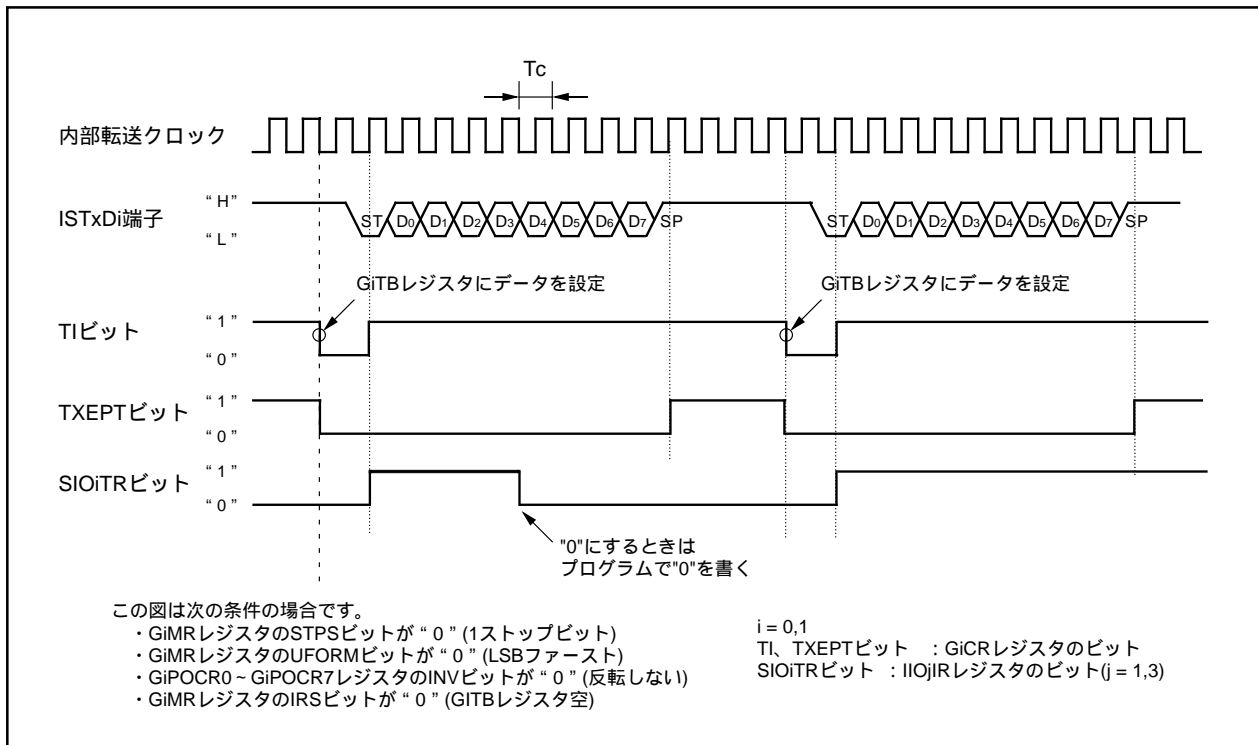 Tc
内部転送クロック
ISTxDi端子
“ H ”
“ L ”
ST D0 D1 D2 D3 D4 D5 D6 D7 SP
ST D0 D1 D2 D3 D4 D5 D6 D7 SP
GiTBレジスタにデータを設定
GiTBレジスタにデータを設定
TIビット
“ 1 ”
“ 0 ”
TXEPTビット
“ 1 ”
“ 0 ”
SIOiTRビット
“ 1 ”
“ 0 ”
"0"にするときは
プログラムで"0"を書く
この図は次の条件の場合です。
・GiMRレジスタのSTPSビットが “ 0 ” (1ストップビット)
・GiMRレジスタのUFORMビットが “ 0 ” (LSBファースト)
・GiPOCR0 ~ GiPOCR7レジスタのINVビットが “ 0 ” (反転しない)
・GiMRレジスタのIRSビットが “ 0 ” (GITBレジスタ空)
i = 0,1
TI、TXEPTビット ：GiCRレジスタのビット
SIOiTRビット ：IIOjIRレジスタのビット(j = 1,3)